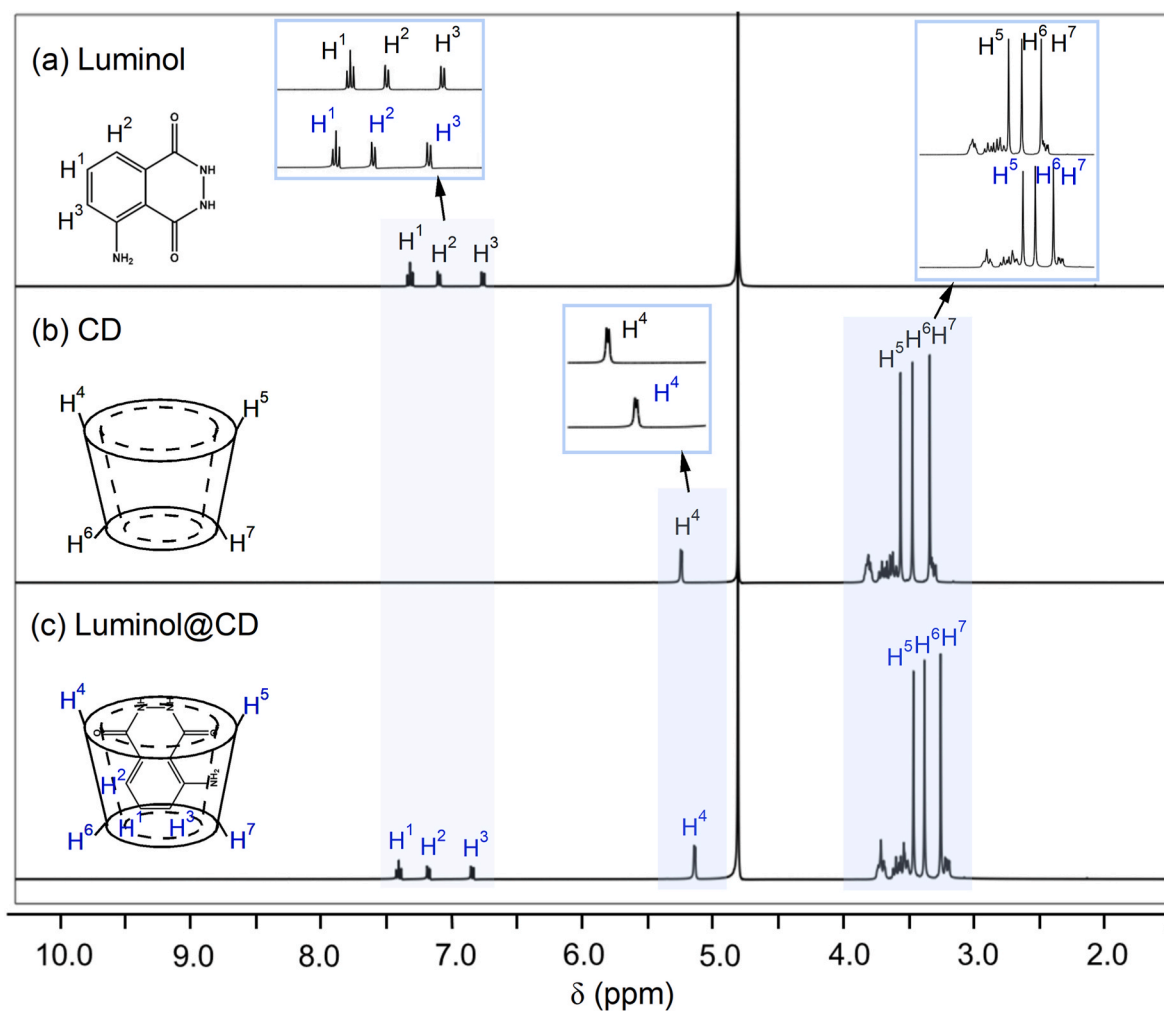 (a) Luminol
H¹ H² H³
H¹ H² H³
H⁵ H⁶ H⁷
H⁵ H⁶ H⁷
H²
O
H¹
NH
NH
H³
NH₂
O
H¹ H² H³
(b) CD
H⁴
H⁴
H⁵ H⁶ H⁷
H⁴ H⁵
H⁶ H⁷
H⁴
(c) Luminol@CD
H⁵ H⁶ H⁷
H⁴ H⁵
H N N H
O O
H² NH₂
H⁶ H¹ H³ H⁷
H¹ H² H³
H⁴
10.0 9.0 8.0 7.0 6.0 5.0 4.0 3.0 2.0
δ (ppm)